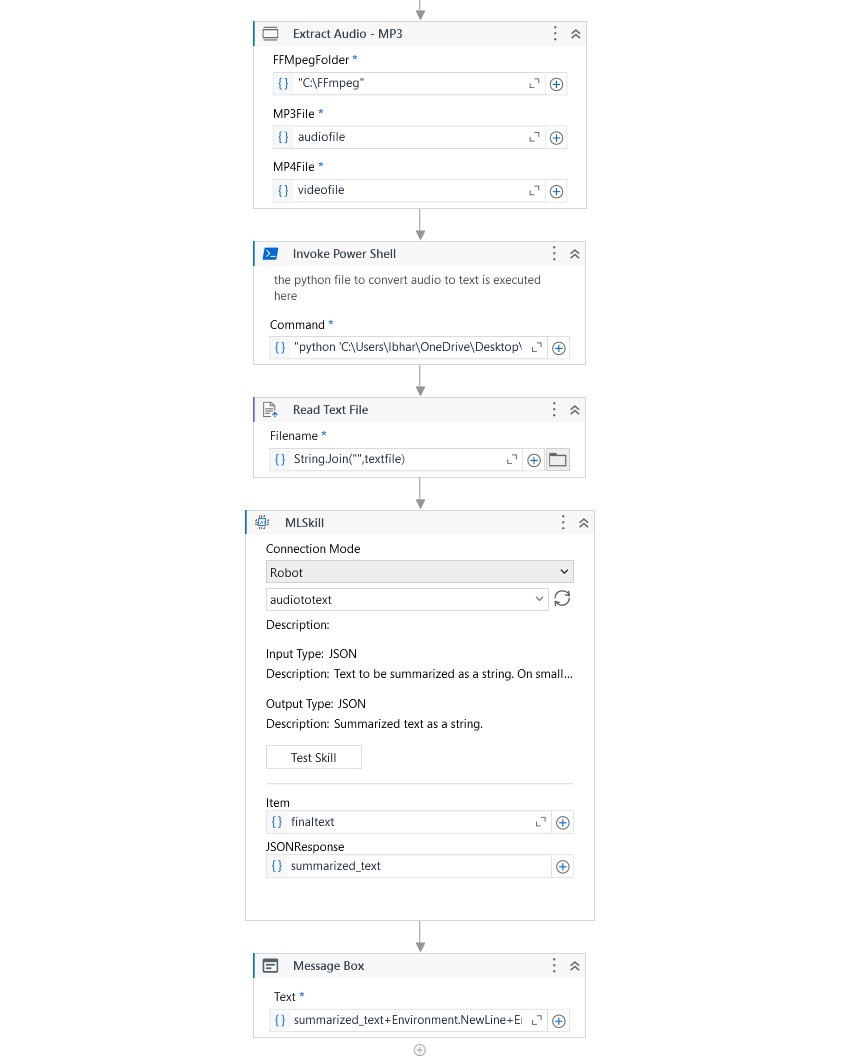 Extract Audio - MP3
FFMpegFolder *
"C:\FFmpeg"
MP3File *
audiofile
MP4File *
videofile
Invoke Power Shell
the python file to convert audio to text is executed
here
Command *
"python 'C:\Users\lbhar\OneDrive\Desktop\
Read Text File
Filename *
String.Join("",textfile)
MLSkill
Connection Mode
Robot
audiototext
Description:
Input Type: JSON
Description: Text to be summarized as a string. On small...
Output Type: JSON
Description: Summarized text as a string.
Test Skill
Item
finaltext
JSONResponse
summarized_text
Message Box
Text *
summarized_text+Environment.NewLine+E